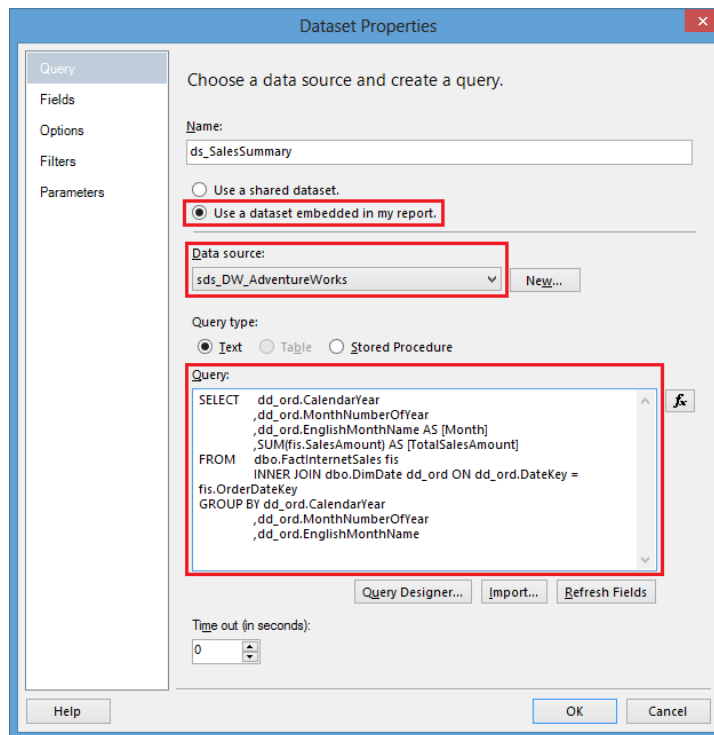 Dataset Properties
Query
Fields
Options
Filters
Parameters
Choose a data source and create a query.
Name:
ds_SalesSummary
Use a shared dataset.
Use a dataset embedded in my report.
Data source:
sds_DW_AdventureWorks
New...
Query type:
Text Table Stored Procedure
Query:
fx
SELECT dd_ord.CalendarYear
,dd_ord.MonthNumberOfYear
,dd_ord.EnglishMonthName AS [Month]
,SUM(fis.SalesAmount) AS [TotalSalesAmount]
FROM dbo.FactInternetSales fis
INNER JOIN dbo.DimDate dd_ord ON dd_ord.DateKey =
fis.OrderDateKey
GROUP BY dd_ord.CalendarYear
,dd_ord.MonthNumberOfYear
,dd_ord.EnglishMonthName
Query Designer... Import... Refresh Fields
Time out (in seconds):
0
Help OK Cancel